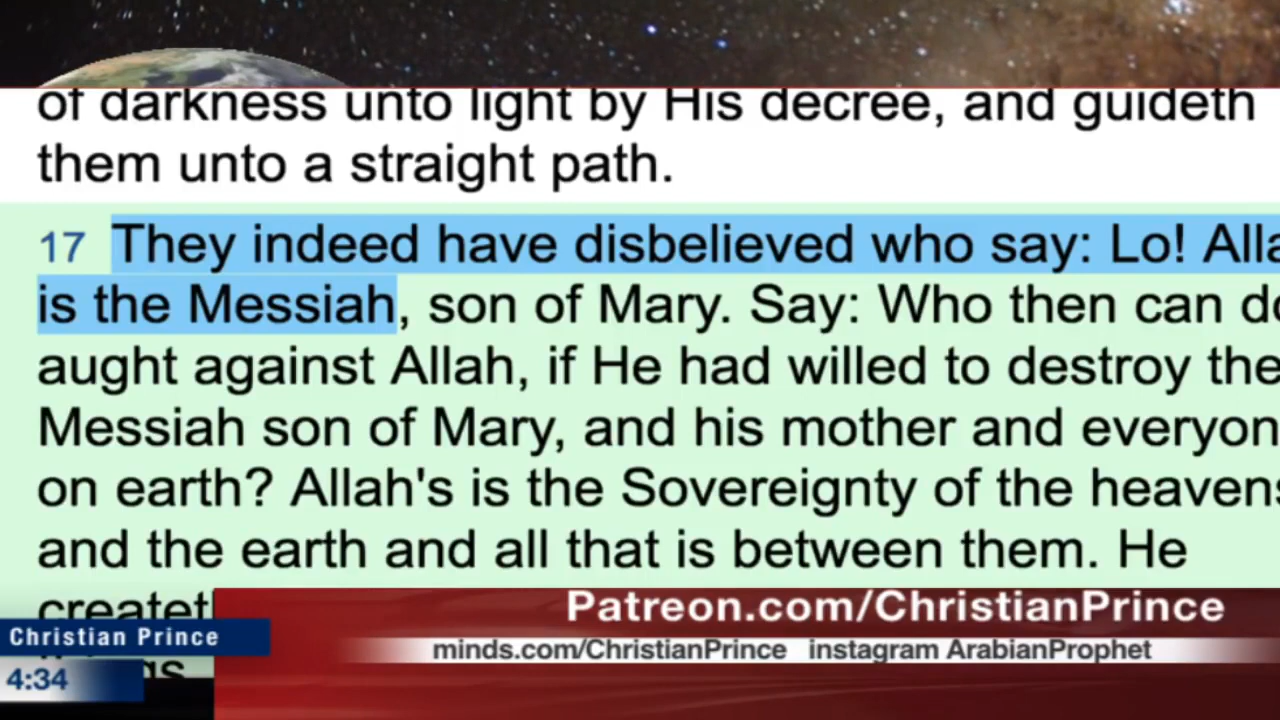 of darkness unto light by His decree, and guideth
them unto a straight path.
17 They indeed have disbelieved who say: Lo! Alla
is the Messiah, son of Mary. Say: Who then can do
aught against Allah, if He had willed to destroy the
Messiah son of Mary, and his mother and everyon
on earth? Allah's is the Sovereignty of the heavens
and the earth and all that is between them. He
Patreon.com/ChristianPrince
Christian Prince
minds.com/ChristianPrince instagram ArabianProphet
4:34